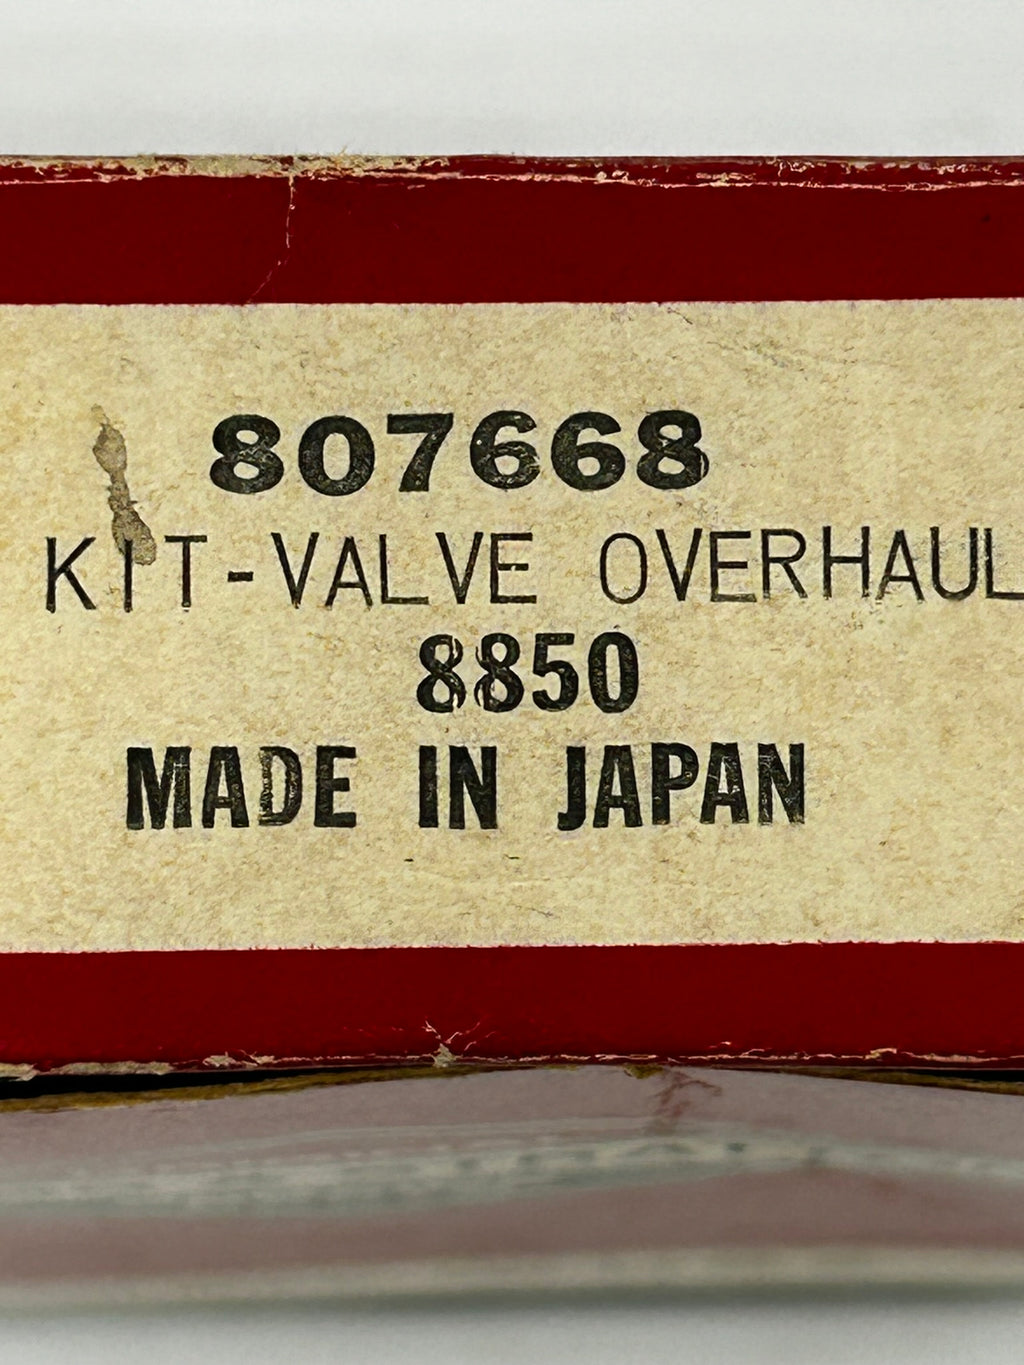 807668
KIT-VALVE OVERHAUL
8850
MADE IN JAPAN